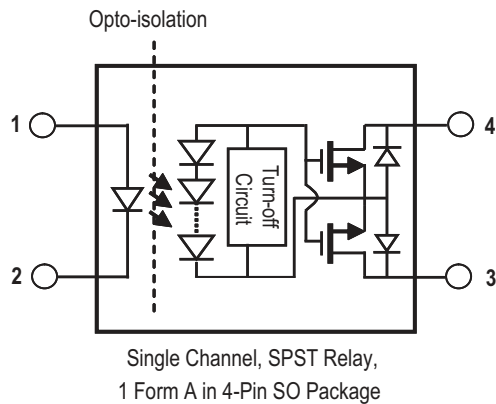 Opto-isolation
1
4
Turn-off
Circuit
2
3
Single Channel, SPST Relay,
1 Form A in 4-Pin SO Package